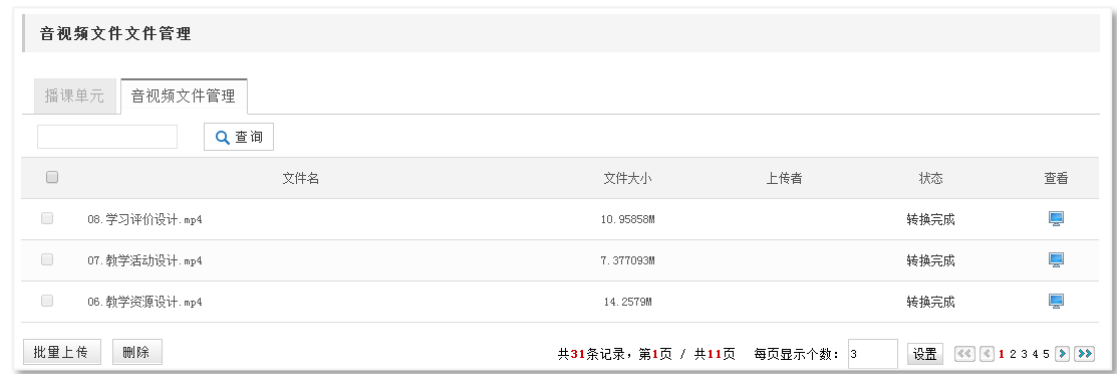 音视频文件文件管理
播课单元 音视频文件管理
查询
文件名 文件大小 上传者 状态 查看
08.学习评价设计.mp4 10.95858M 转换完成
07.教学活动设计.mp4 7.377093M 转换完成
06.教学资源设计.mp4 14.2579M 转换完成
批量上传 删除 共31条记录，第1页 / 共11页 每页显示个数： 3 设置 1 2 3 4 5